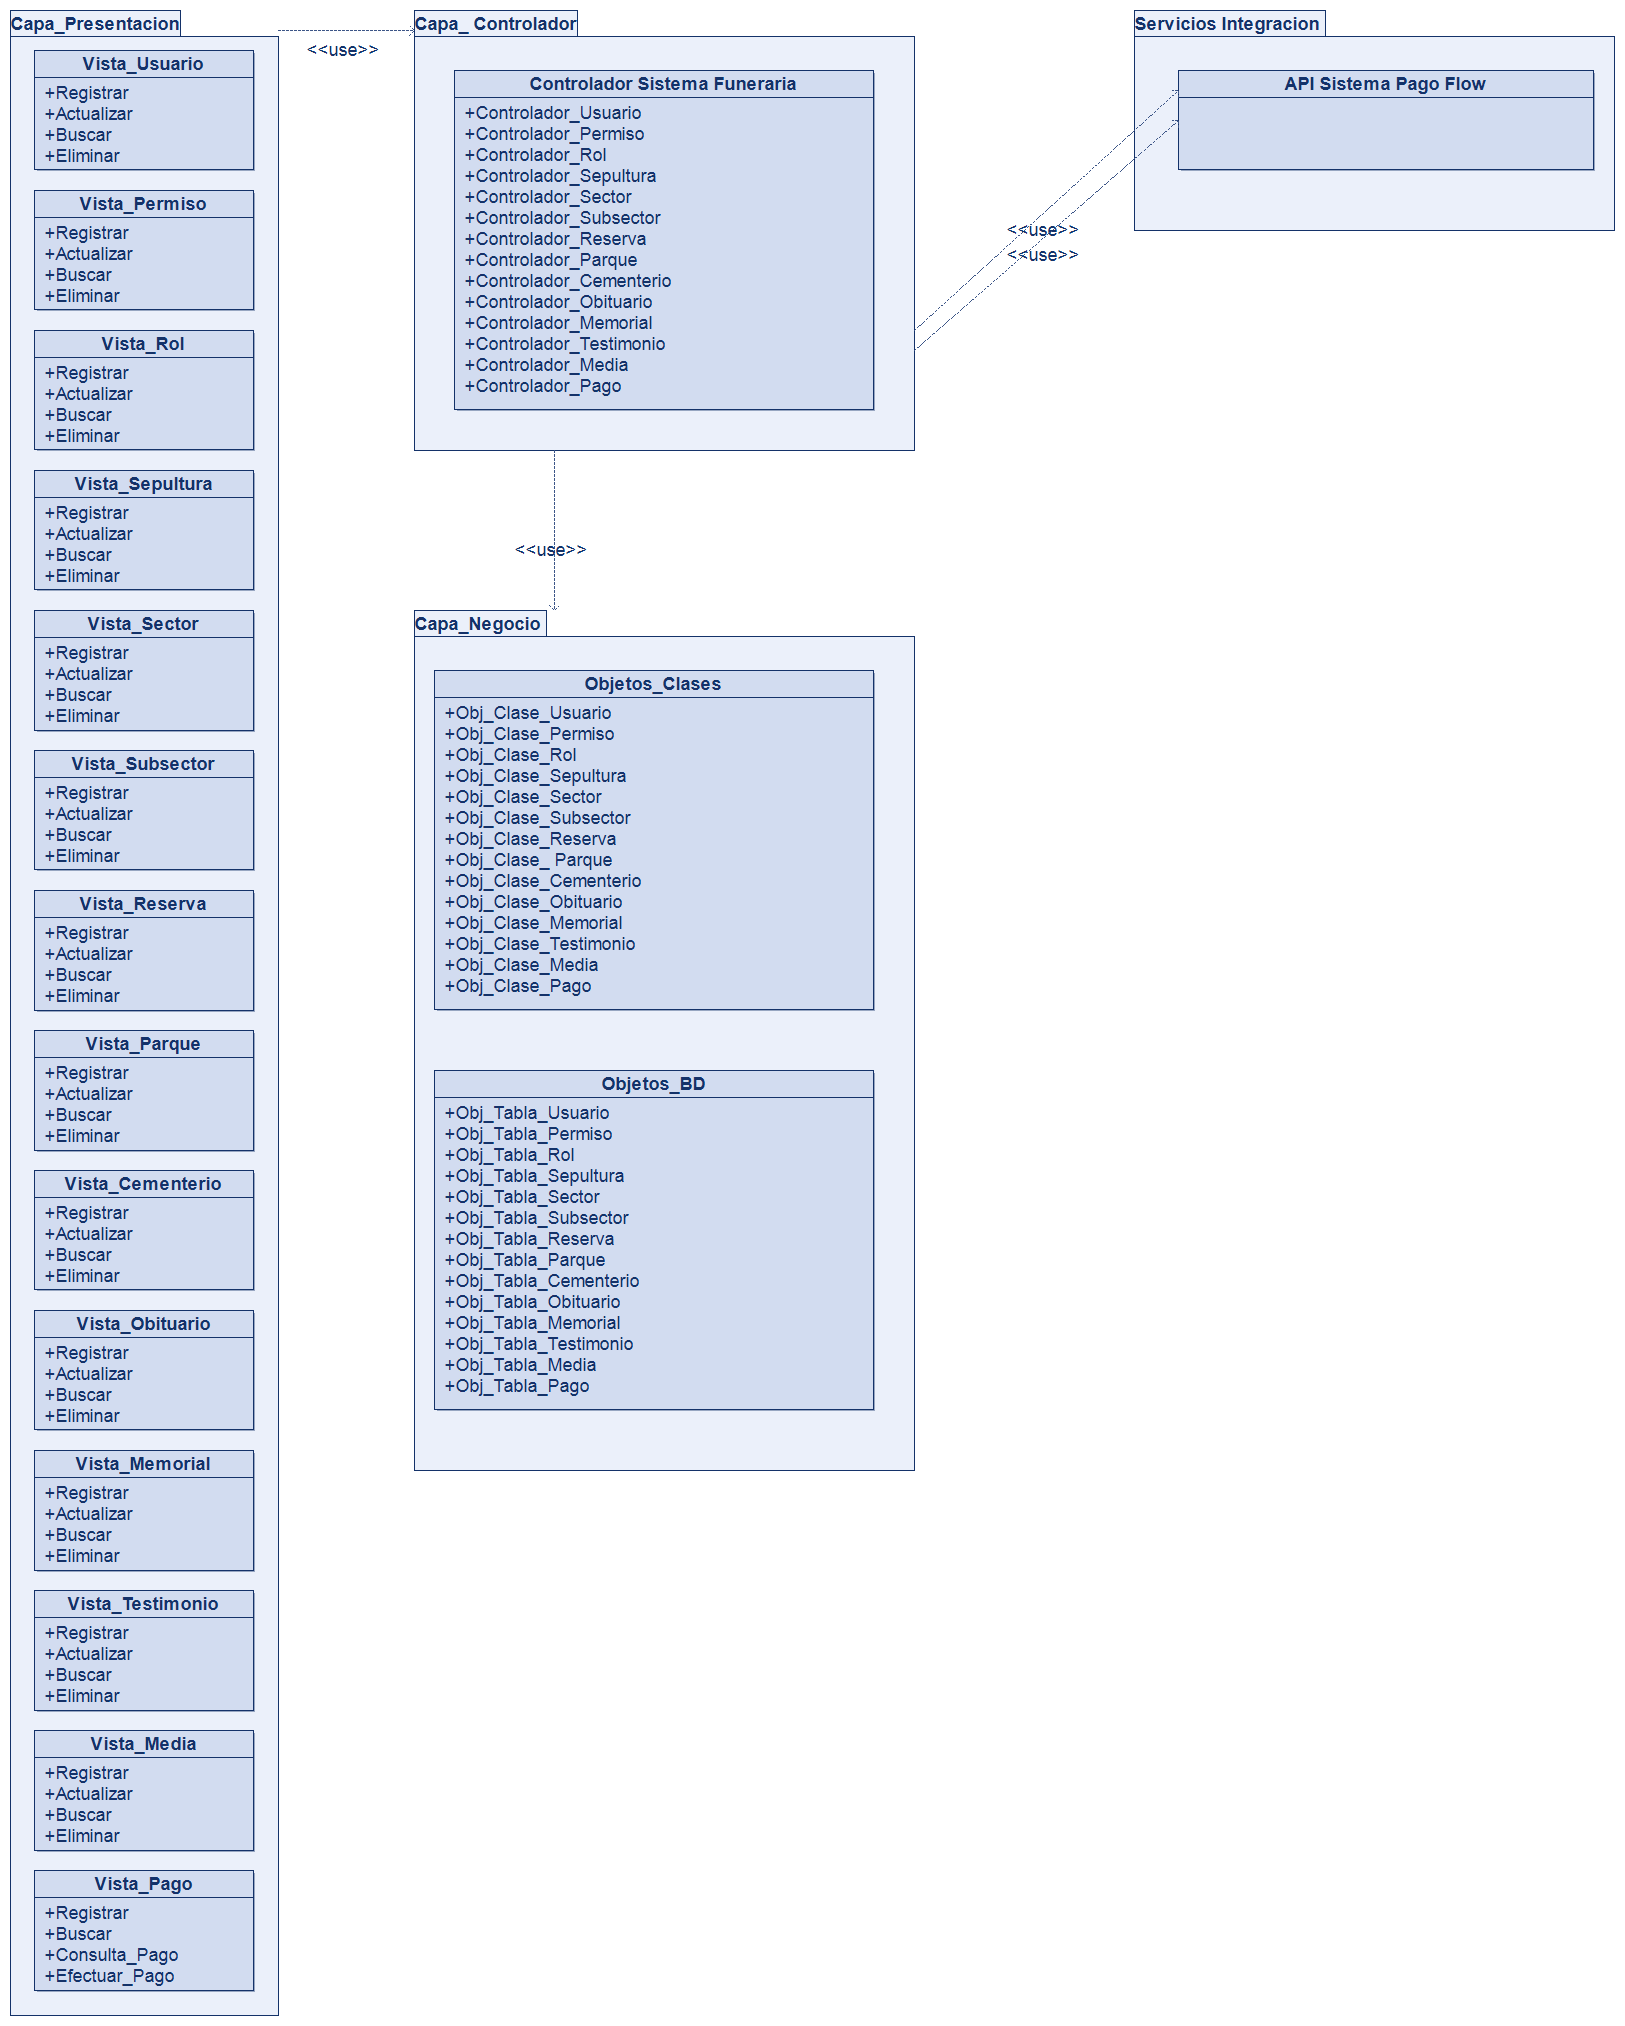 Capa_Presentacion
Vista_Usuario
+Registrar
+Actualizar
+Buscar
+Eliminar
Vista_Permiso
+Registrar
+Actualizar
+Buscar
+Eliminar
Vista_Rol
+Registrar
+Actualizar
+Buscar
+Eliminar
Vista_Sepultura
+Registrar
+Actualizar
+Buscar
+Eliminar
Vista_Sector
+Registrar
+Actualizar
+Buscar
+Eliminar
Vista_Subsector
+Registrar
+Actualizar
+Buscar
+Eliminar
Vista_Reserva
+Registrar
+Actualizar
+Buscar
+Eliminar
Vista_Parque
+Registrar
+Actualizar
+Buscar
+Eliminar
Vista_Cementerio
+Registrar
+Actualizar
+Buscar
+Eliminar
Vista_Obituario
+Registrar
+Actualizar
+Buscar
+Eliminar
Vista_Memorial
+Registrar
+Actualizar
+Buscar
+Eliminar
Vista_Testimonio
+Registrar
+Actualizar
+Buscar
+Eliminar
Vista_Media
+Registrar
+Actualizar
+Buscar
+Eliminar
Vista_Pago
+Registrar
+Buscar
+Consulta_Pago
+Efectuar_Pago
<<use>>
Capa_ Controlador
Controlador Sistema Funeraria
+Controlador_Usuario
+Controlador_Permiso
+Controlador_Rol
+Controlador_Sepultura
+Controlador_Sector
+Controlador_Subsector
+Controlador_Reserva
+Controlador_Parque
+Controlador_Cementerio
+Controlador_Obituario
+Controlador_Memorial
+Controlador_Testimonio
+Controlador_Media
+Controlador_Pago
<<use>>
Capa_Negocio
Objetos_Clases
+Obj_Clase_Usuario
+Obj_Clase_Permiso
+Obj_Clase_Rol
+Obj_Clase_Sepultura
+Obj_Clase_Sector
+Obj_Clase_Subsector
+Obj_Clase_Reserva
+Obj_Clase_ Parque
+Obj_Clase_Cementerio
+Obj_Clase_Obituario
+Obj_Clase_Memorial
+Obj_Clase_Testimonio
+Obj_Clase_Media
+Obj_Clase_Pago
Objetos_BD
+Obj_Tabla_Usuario
+Obj_Tabla_Permiso
+Obj_Tabla_Rol
+Obj_Tabla_Sepultura
+Obj_Tabla_Sector
+Obj_Tabla_Subsector
+Obj_Tabla_Reserva
+Obj_Tabla_Parque
+Obj_Tabla_Cementerio
+Obj_Tabla_Obituario
+Obj_Tabla_Memorial
+Obj_Tabla_Testimonio
+Obj_Tabla_Media
+Obj_Tabla_Pago
<<use>>
<<use>>
Servicios Integracion
API Sistema Pago Flow